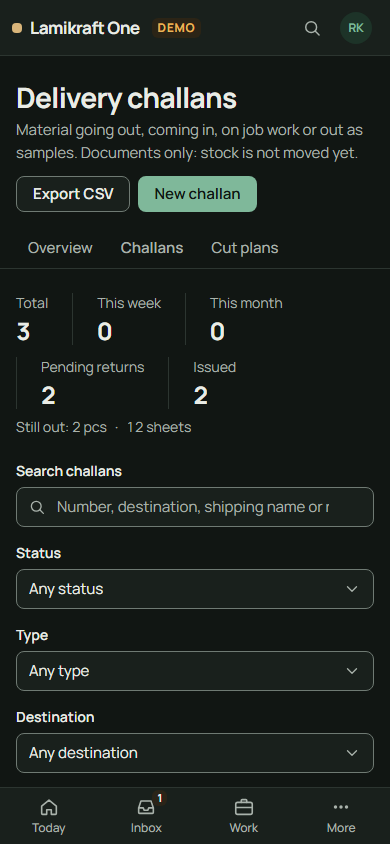 Lamikraft One DEMO RK
Delivery challans
Material going out, coming in, on job work or out as
samples. Documents only: stock is not moved yet.
Export CSV New challan
Overview Challans Cut plans
Total This week This month
3 0 0
Pending returns Issued
2 2
Still out: 2 pcs · 12 sheets
Search challans
Number, destination, shipping name or r
Status
Any status
Type
Any type
Destination
Any destination
1
Today Inbox Work More